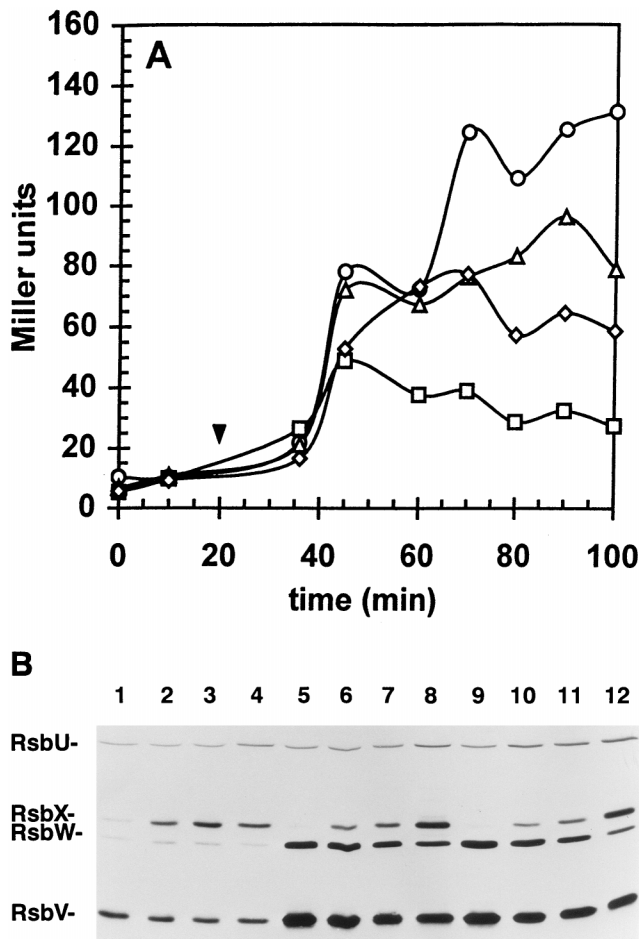 160
A
140
120
100
80
60
40
20
0
Miller units
0 20 40 60 80 100
time (min)
B
1 2 3 4 5 6 7 8 9 10 11 12
RsbU-
RsbX-
RsbW-
RsbV-